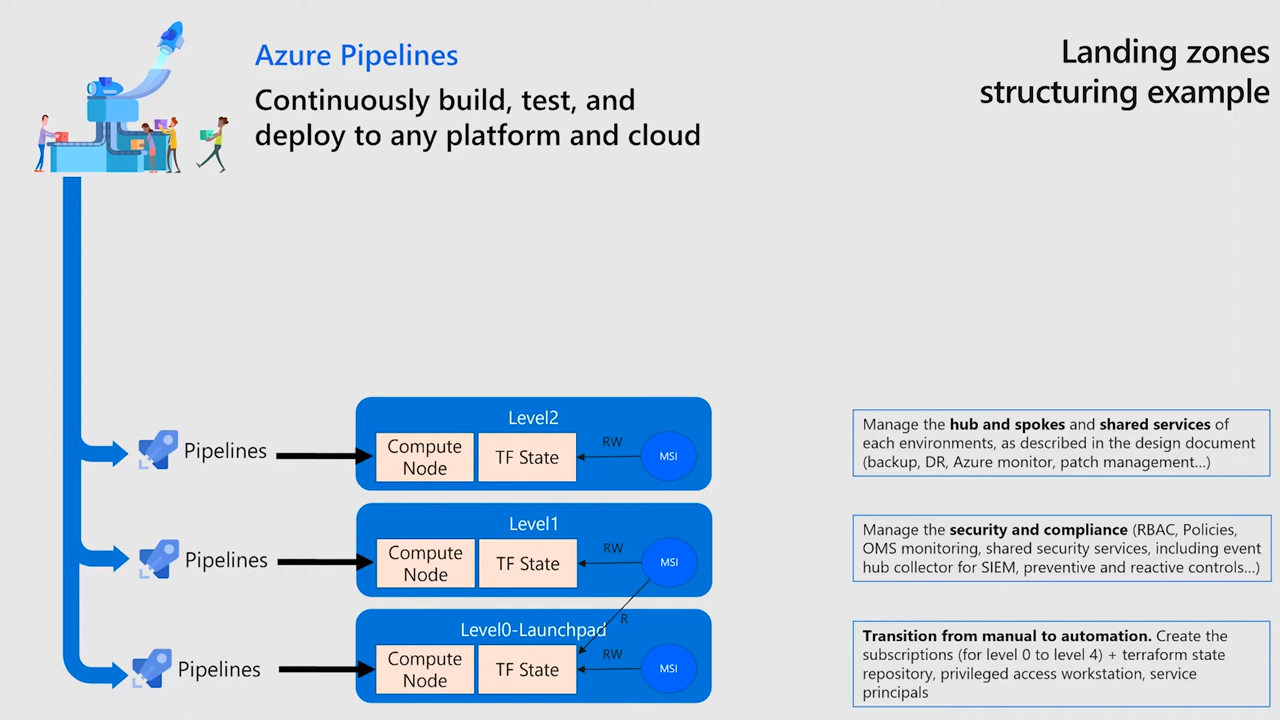 Azure Pipelines
Continuously build, test, and
deploy to any platform and cloud
Landing zones
structuring example
Pipelines
Level2
Compute
Node
TF State
RW
MSI
Manage the hub and spokes and shared services of
each environments, as described in the design document
(backup, DR, Azure monitor, patch management...)
Pipelines
Level1
Compute
Node
TF State
RW
MSI
Manage the security and compliance (RBAC, Policies,
OMS monitoring, shared security services, including event
hub collector for SIEM, preventive and reactive controls...)
R
Pipelines
Level0-Launchpad
Compute
Node
TF State
RW
MSI
Transition from manual to automation. Create the
subscriptions (for level 0 to level 4) + terraform state
repository, privileged access workstation, service
principals